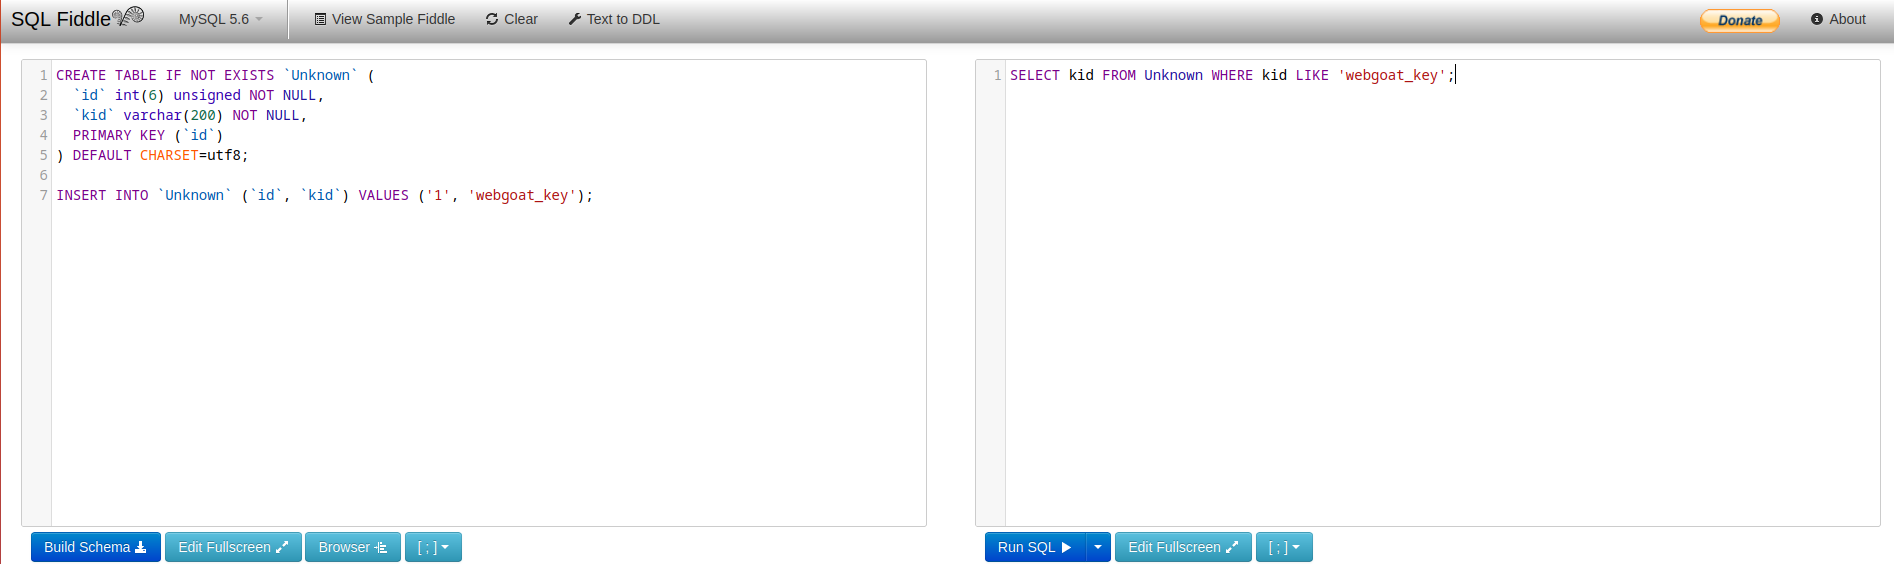 SQL Fiddle MySQL 5.6 View Sample Fiddle Clear Text to DDL Donate About
1 CREATE TABLE IF NOT EXISTS `Unknown` (
2 `id` int(6) unsigned NOT NULL,
3 `kid` varchar(200) NOT NULL,
4 PRIMARY KEY (`id`)
5 ) DEFAULT CHARSET=utf8;
6
7 INSERT INTO `Unknown` (`id`, `kid`) VALUES ('1', 'webgoat_key');
1 SELECT kid FROM Unknown WHERE kid LIKE 'webgoat_key';
Build Schema Edit Fullscreen Browser [ ; ]
Run SQL Edit Fullscreen [ ; ]